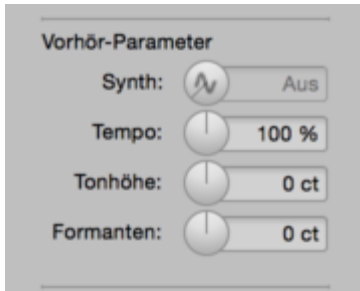 Vorhör-Parameter
Synth: Aus
Tempo: 100 %
Tonhöhe: 0 ct
Formanten: 0 ct